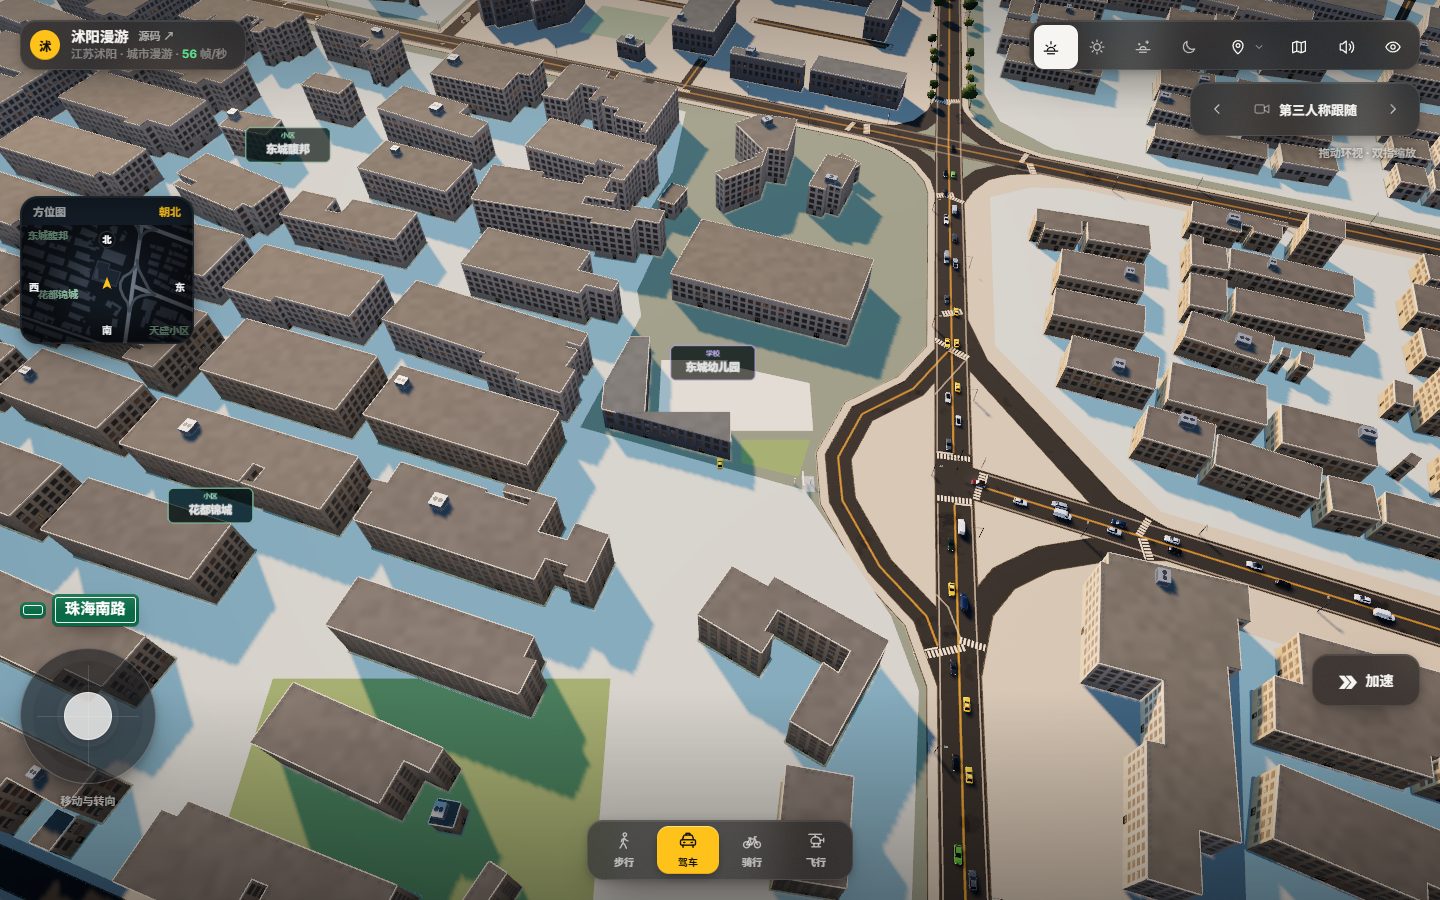 沭
沭阳漫游 源码 ↗
江苏沭阳 · 城市漫游 · 56 帧/秒
第三人称跟随
拖动环视 · 双指缩放
小区
东城馥邦
方位图 朝北
东城馥邦
北
西
东
花都锦城
南
天盛小区
学校
东城幼儿园
小区
花都锦城
珠海南路
加速
移动与转向
步行
驾车
骑行
飞行